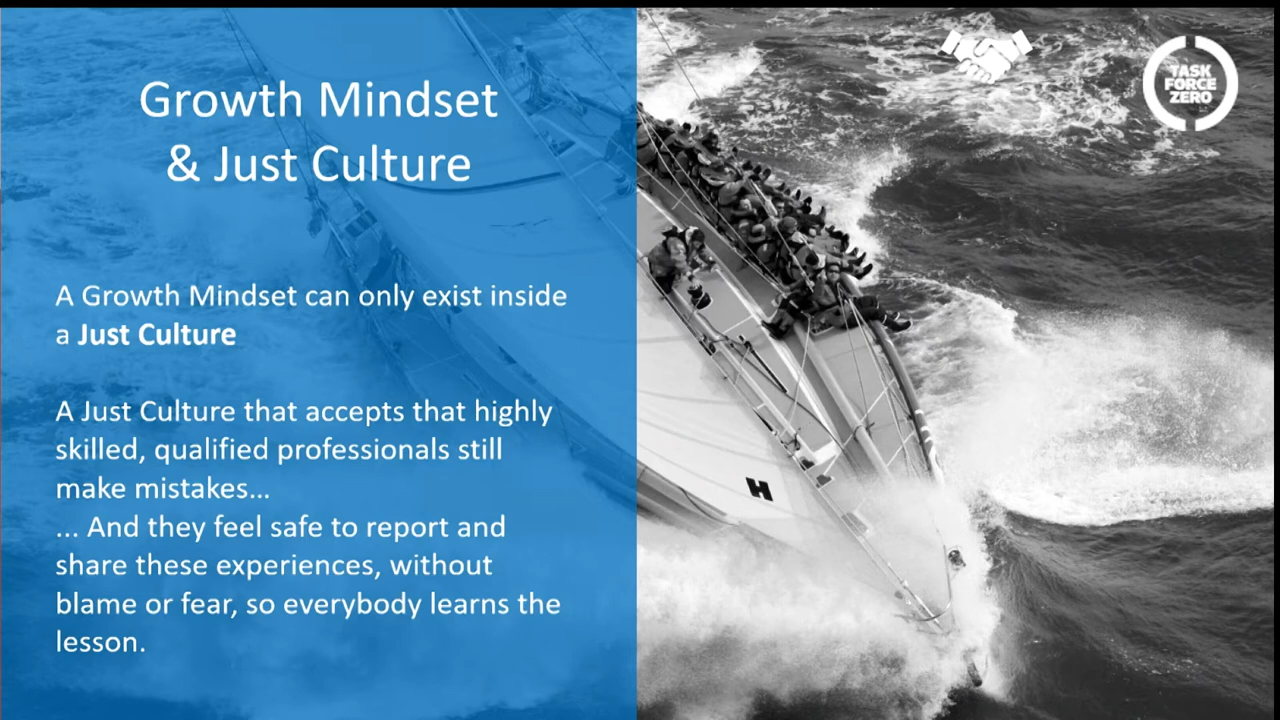 Growth Mindset
& Just Culture
A Growth Mindset can only exist inside
a Just Culture
A Just Culture that accepts that highly
skilled, qualified professionals still
make mistakes...
... And they feel safe to report and
share these experiences, without
blame or fear, so everybody learns the
lesson.
TASK
FORCE
ZERO
H